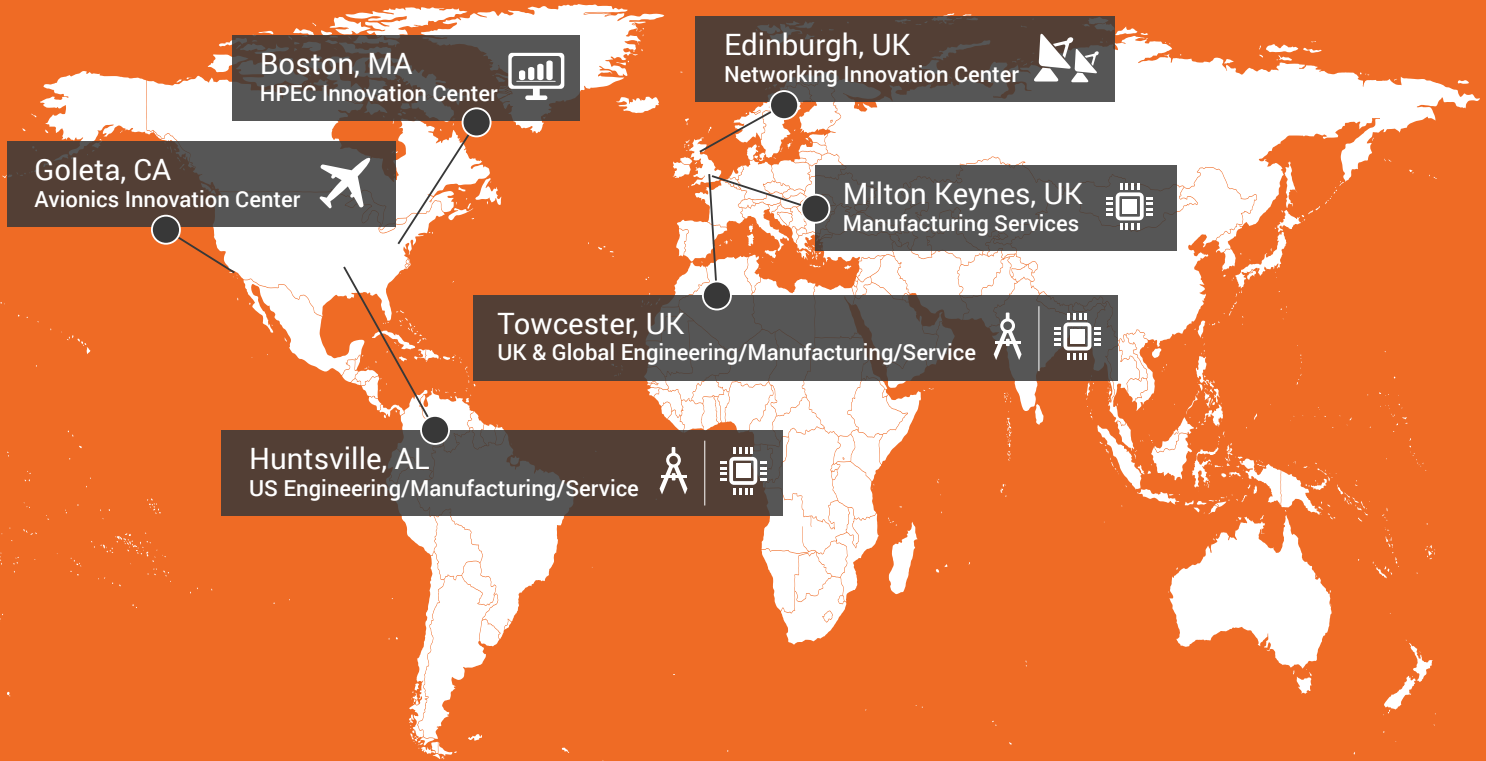 Boston, MA
HPEC Innovation Center
Edinburgh, UK
Networking Innovation Center
Goleta, CA
Avionics Innovation Center
Milton Keynes, UK
Manufacturing Services
Towcester, UK
UK & Global Engineering/Manufacturing/Service
Huntsville, AL
US Engineering/Manufacturing/Service